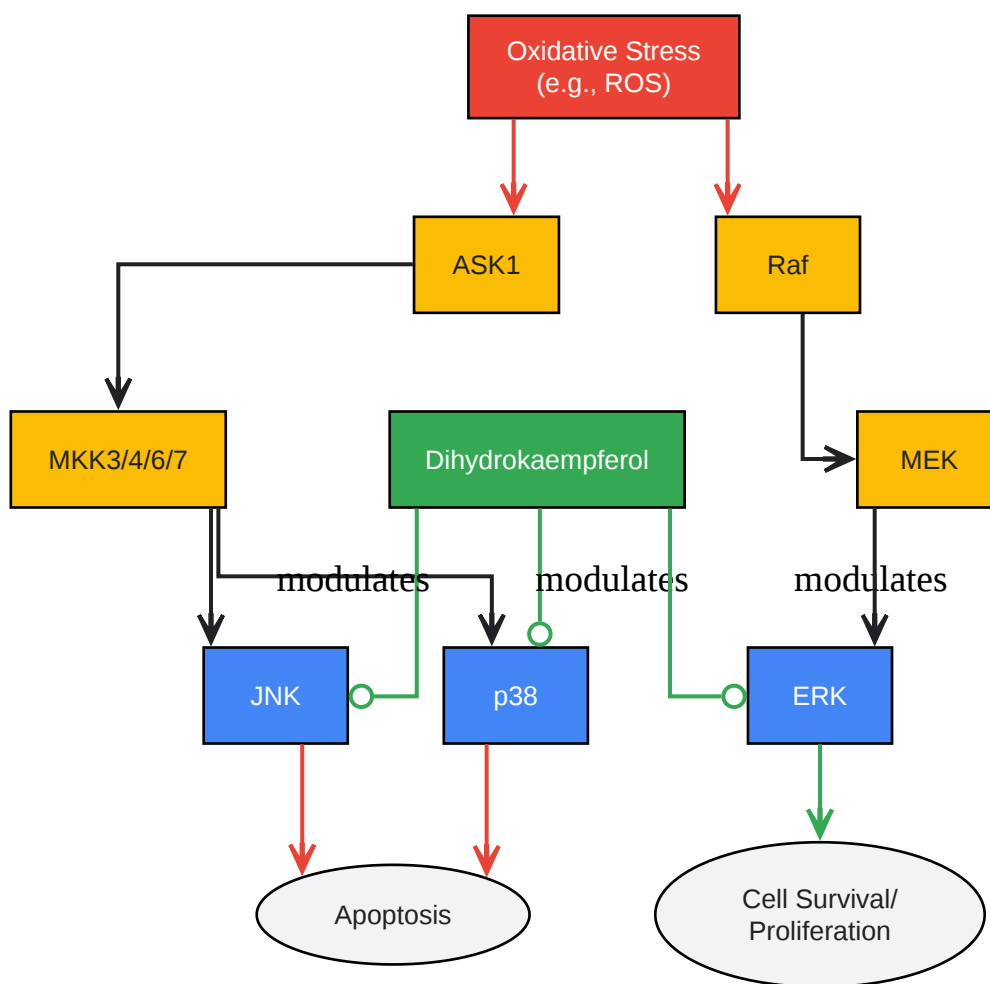 Oxidative Stress
(e.g., ROS)
ASK1
Raf
MKK3/4/6/7
Dihydrokaempferol
MEK
modulates
modulates
modulates
JNK
p38
ERK
Apoptosis
Cell Survival/
Proliferation